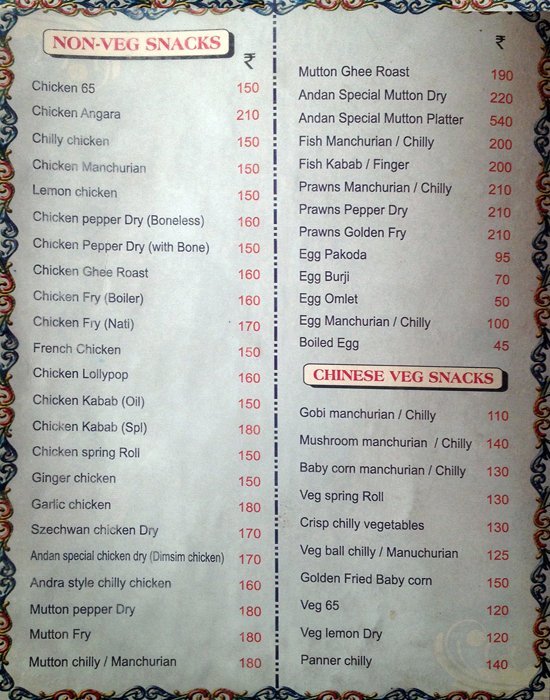 NON-VEG SNACKS
₹
Chicken 65 150
Chicken Angara 210
Chilly chicken 150
Chicken Manchurian 150
Lemon chicken 150
Chicken pepper Dry (Boneless) 160
Chicken Pepper Dry (with Bone) 150
Chicken Ghee Roast 160
Chicken Fry (Boiler) 160
Chicken Fry (Nati) 170
French Chicken 150
Chicken Lollypop 160
Chicken Kabab (Oil) 150
Chicken Kabab (Spl) 180
Chicken spring Roll 150
Ginger chicken 150
Garlic chicken 180
Szechwan chicken Dry 170
Andan special chicken dry (Dimsim chicken) 170
Andra style chilly chicken 160
Mutton pepper Dry 180
Mutton Fry 180
Mutton chilly / Manchurian 180
₹
Mutton Ghee Roast 190
Andan Special Mutton Dry 220
Andan Special Mutton Platter 540
Fish Manchurian / Chilly 200
Fish Kabab / Finger 200
Prawns Manchurian / Chilly 210
Prawns Pepper Dry 210
Prawns Golden Fry 210
Egg Pakoda 95
Egg Burji 70
Egg Omlet 50
Egg Manchurian / Chilly 100
Boiled Egg 45
CHINESE VEG SNACKS
Gobi manchurian / Chilly 110
Mushroom manchurian / Chilly 140
Baby corn manchurian / Chilly 130
Veg spring Roll 130
Crisp chilly vegetables 130
Veg ball chilly / Manuchurian 125
Golden Fried Baby corn 150
Veg 65 120
Veg lemon Dry 120
Panner chilly 140